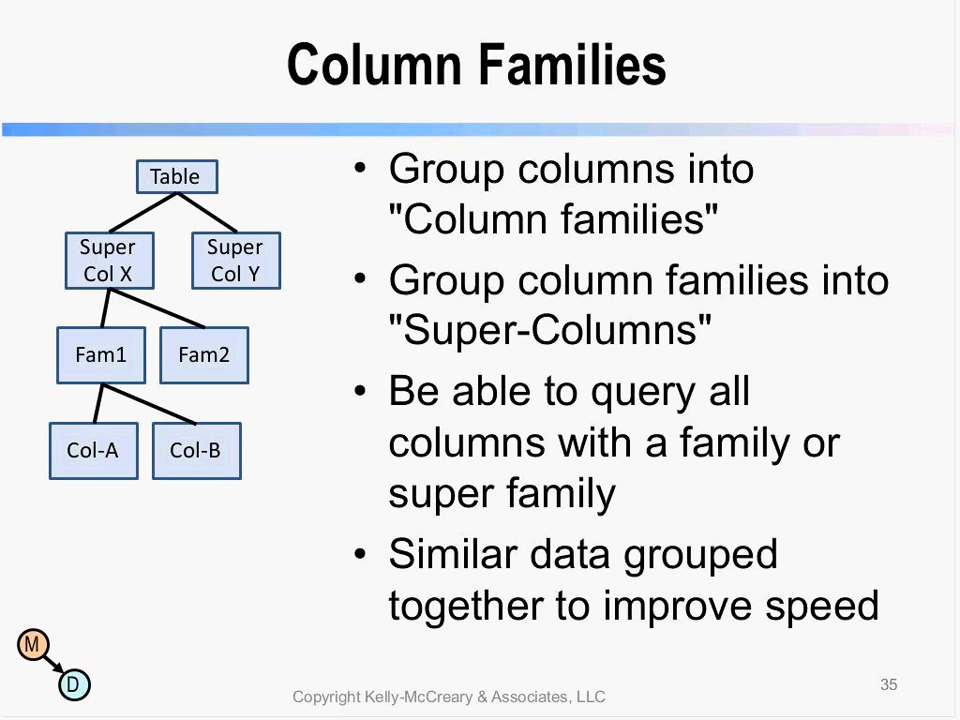 Column Families
Table
Super
Col X
Super
Col Y
Fam1
Fam2
Col-A
Col-B
• Group columns into
"Column families"
• Group column families into
"Super-Columns"
• Be able to query all
columns with a family or
super family
• Similar data grouped
together to improve speed
M
D
Copyright Kelly-McCreary & Associates, LLC
35